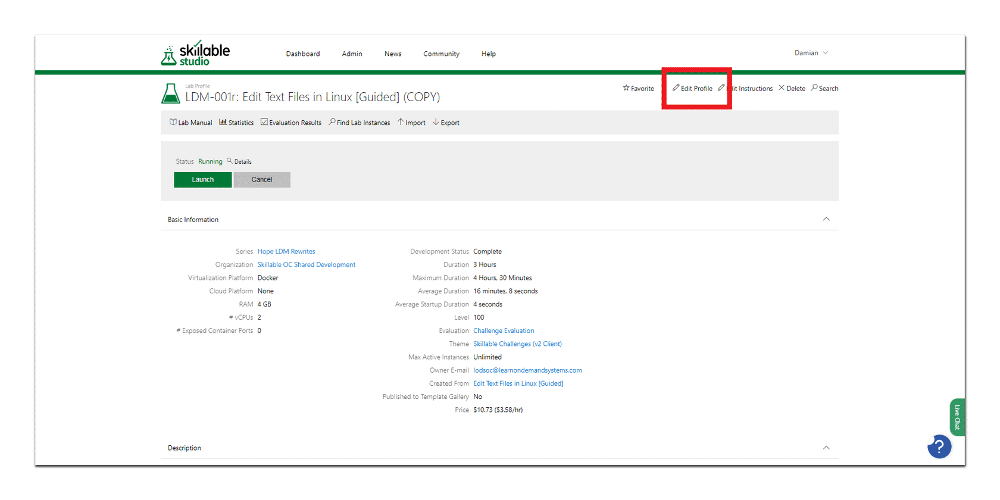 skillable
studio
Dashboard Admin News Community Help
Damian
Lab Profile
LDM-001r: Edit Text Files in Linux [Guided] (COPY)
Favorite Edit Profile dit Instructions Delete Search
Lab Manual Statistics Evaluation Results Find Lab Instances Import Export
Status Running Details
Launch Cancel
Basic Information
Series Hope LDM Rewrites
Organization Skillable OC Shared Development
Virtualization Platform Docker
Cloud Platform None
RAM 4 GB
# vCPUs 2
# Exposed Container Ports 0
Development Status Complete
Duration 3 Hours
Maximum Duration 4 Hours, 30 Minutes
Average Duration 16 minutes, 8 seconds
Average Startup Duration 4 seconds
Level 100
Evaluation Challenge Evaluation
Theme Skillable Challenges (v2 Client)
Max Active Instances Unlimited
Owner E-mail lodsoc@learnondemandsystems.com
Created From Edit Text Files in Linux [Guided]
Published to Template Gallery No
Price $10.73 ($3.58/hr)
Live Chat
?
Description